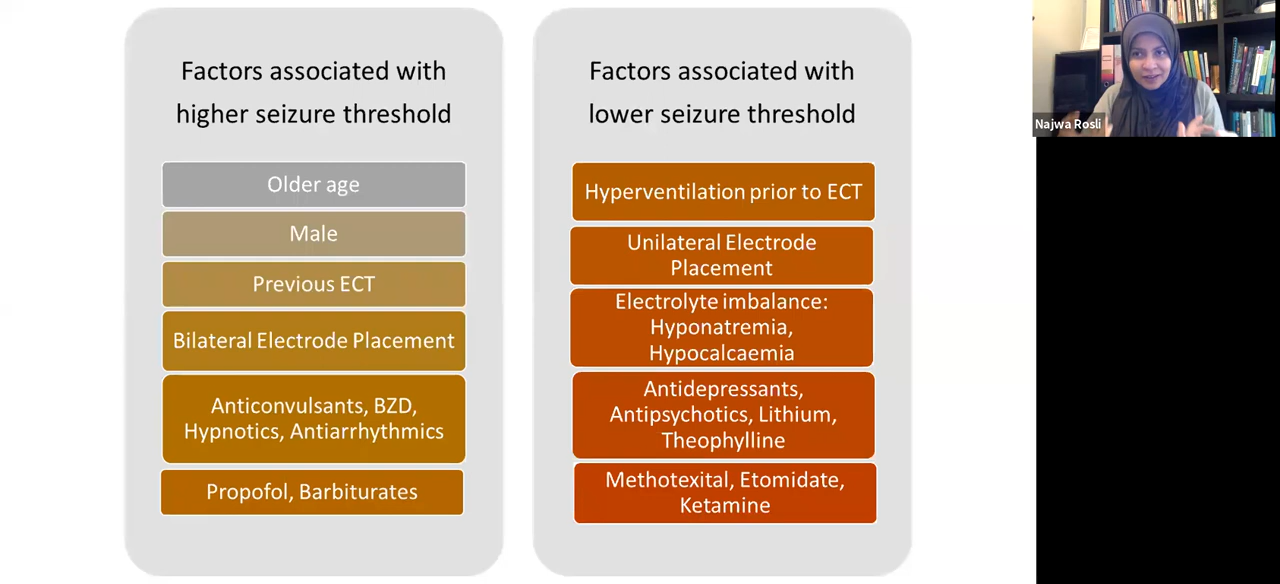 Factors associated with
higher seizure threshold
Older age
Male
Previous ECT
Bilateral Electrode Placement
Anticonvulsants, BZD,
Hypnotics, Antiarrhythmics
Propofol, Barbiturates
Factors associated with
lower seizure threshold
Hyperventilation prior to ECT
Unilateral Electrode
Placement
Electrolyte imbalance:
Hyponatremia,
Hypocalcaemia
Antidepressants,
Antipsychotics, Lithium,
Theophylline
Methotexital, Etomidate,
Ketamine
Najwa Rosli